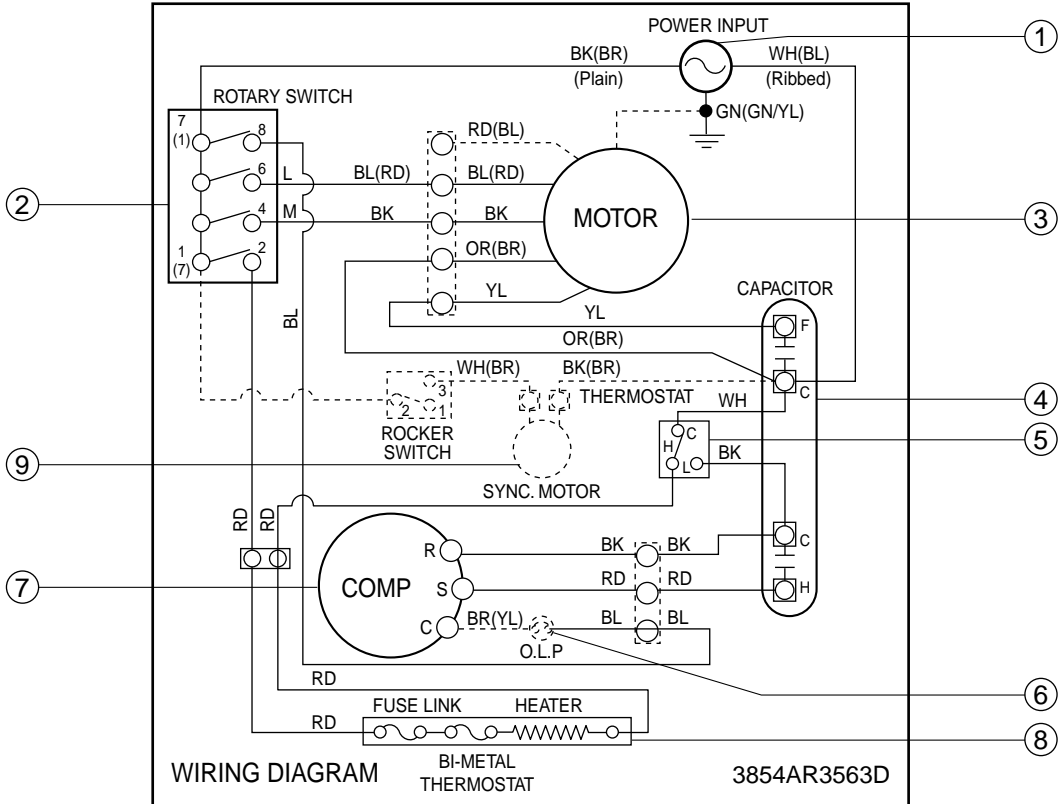 POWER INPUT
1
BK(BR)
WH(BL)
(Plain)
(Ribbed)
ROTARY SWITCH
GN(GN/YL)
7
(1)
8
RD(BL)
6
L
BL(RD)
BL(RD)
2
4
M
BK
BK
MOTOR
3
1
(7)
2
OR(BR)
YL
CAPACITOR
YL
F
BL
OR(BR)
WH(BR)
BK(BR)
C
3
THERMOSTAT
WH
4
2
1
ROCKER
SWITCH
C
H
L
BK
5
9
SYNC. MOTOR
RD
RD
R
BK
BK
C
7
COMP
S
RD
RD
H
C
BR(YL)
BL
BL
O.L.P
RD
6
FUSE LINK
HEATER
RD
8
BI-METAL
THERMOSTAT
WIRING DIAGRAM
3854AR3563D